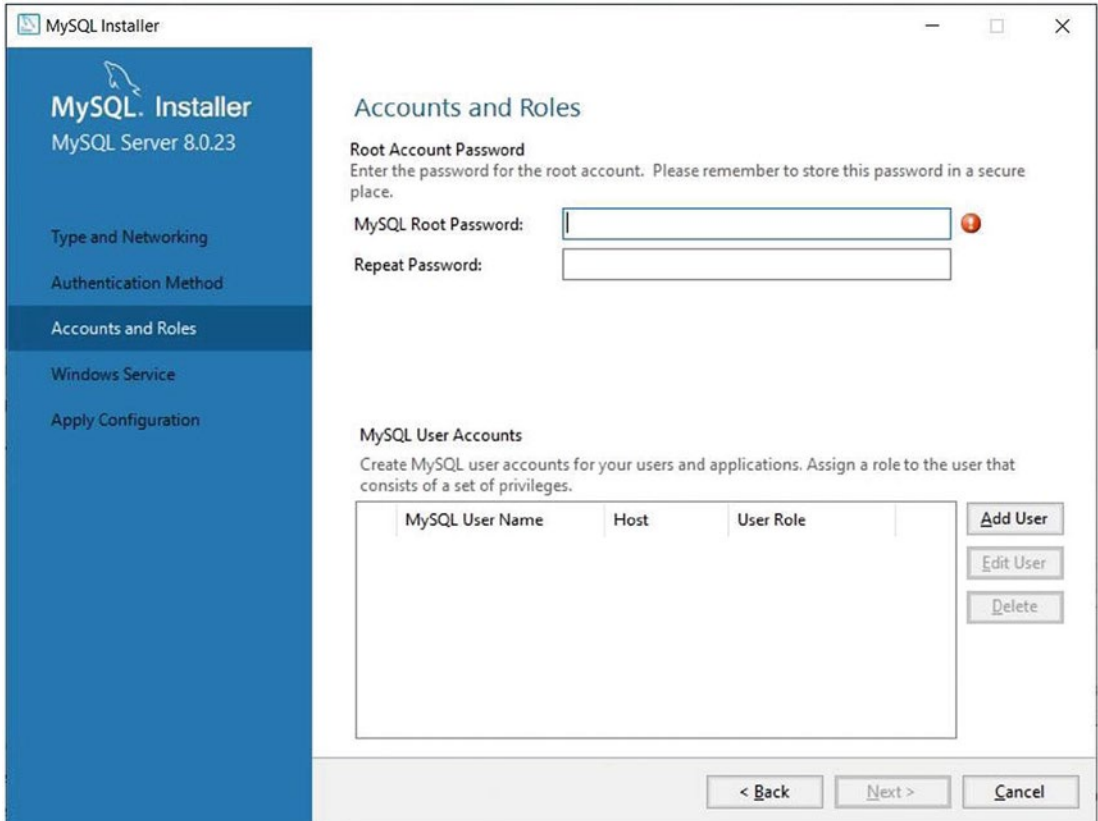 MySQL Installer
MySQL. Installer
MySQL Server 8.0.23
Type and Networking
Authentication Method
Accounts and Roles
Windows Service
Apply Configuration
Accounts and Roles
Root Account Password
Enter the password for the root account.  Please remember to store this password in a secure
place.
MySQL Root Password:
Repeat Password:
MySQL User Accounts
Create MySQL user accounts for your users and applications. Assign a role to the user that
consists of a set of privileges.
MySQL User Name Host User Role
Add User
Edit User
Delete
< Back Next > Cancel